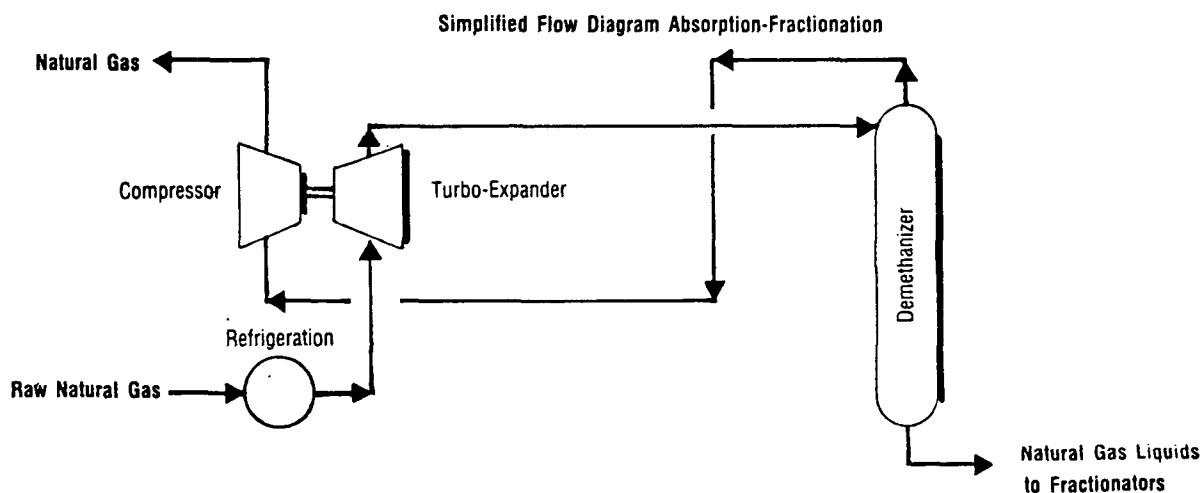 Simplified Flow Diagram Absorption-Fractionation
Natural Gas
Compressor
Turbo-Expander
Demethanizer
Refrigeration
Raw Natural Gas
Natural Gas Liquids
to Fractionators